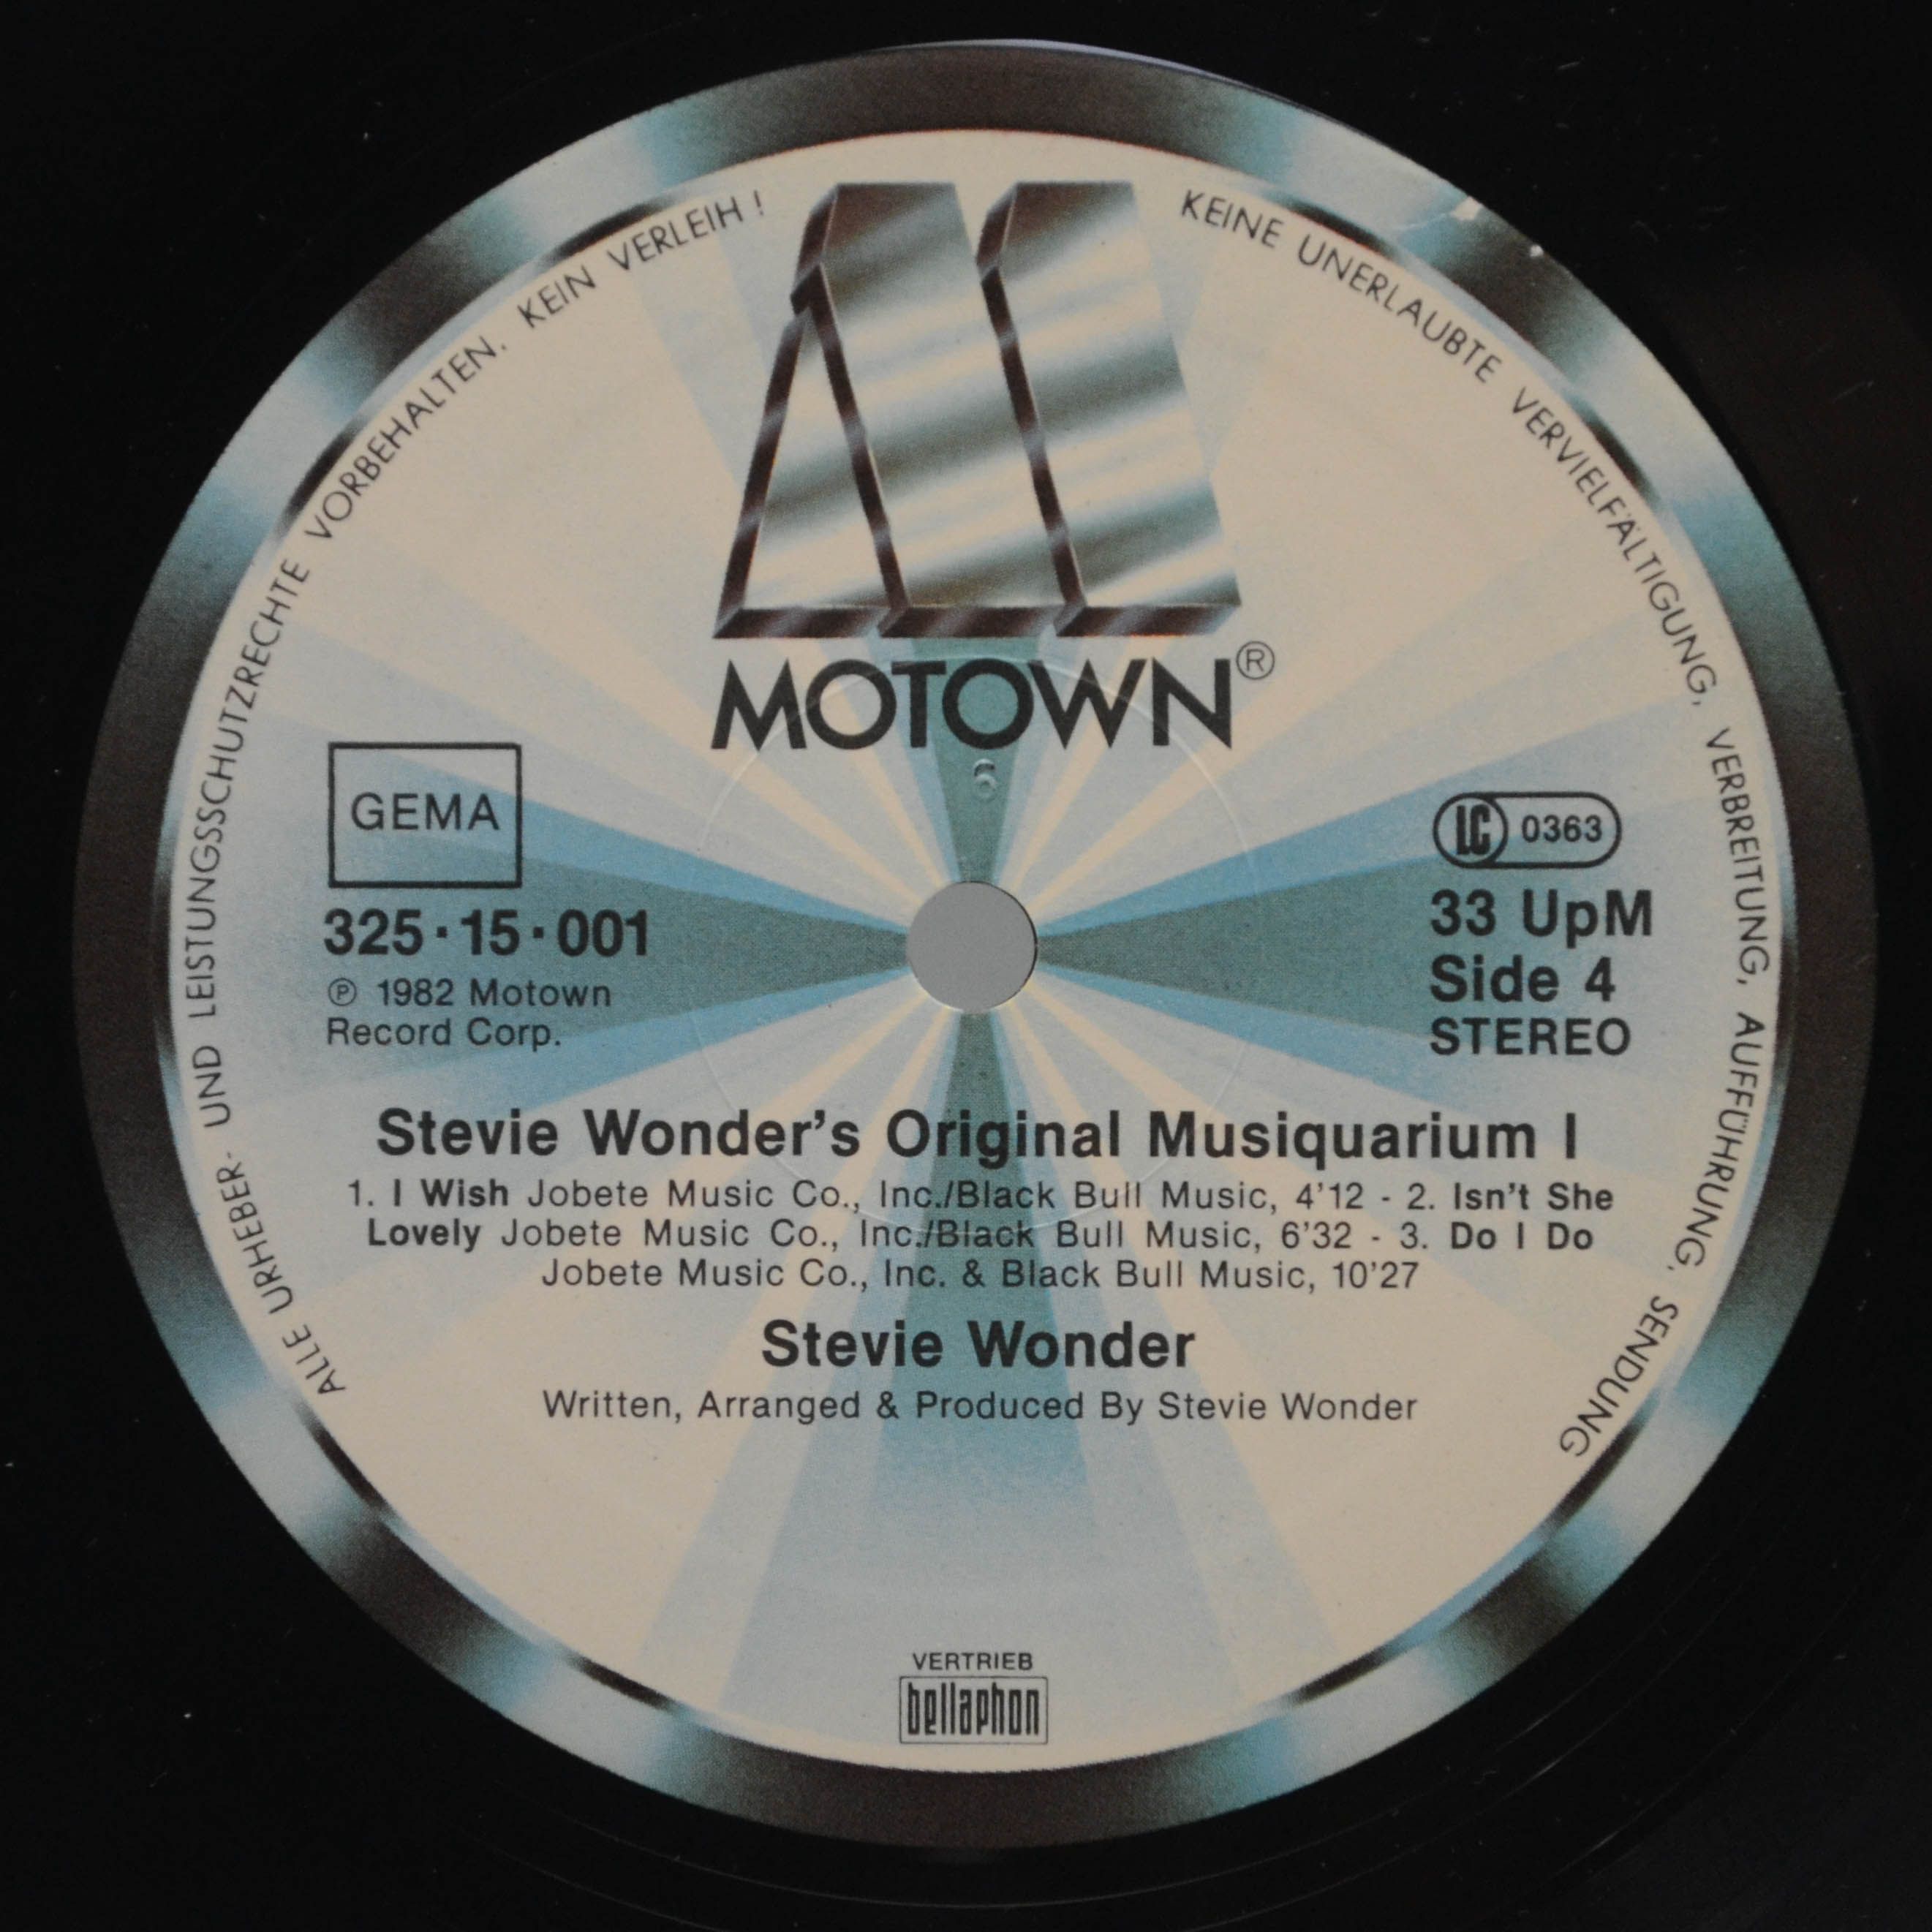 ALLE URHEBER- UND LEISTUNGSSCHUTZRECHTE VORBEHALTEN. KEIN VERLEIH !
KEINE UNERLAUBTE VERVIELFÄLTIGUNG, VERBREITUNG, AUFFÜHRUNG, SENDUNG
MOTOWN®
GEMA
325·15·001
℗ 1982 Motown
Record Corp.
LC 0363
33 UpM
Side 4
STEREO
Stevie Wonder's Original Musiquarium I
1. I Wish Jobete Music Co., Inc./Black Bull Music, 4'12 - 2. Isn't She
Lovely Jobete Music Co., Inc./Black Bull Music, 6'32 - 3. Do I Do
Jobete Music Co., Inc. & Black Bull Music, 10'27
Stevie Wonder
Written, Arranged & Produced By Stevie Wonder
VERTRIEB
bellaphon